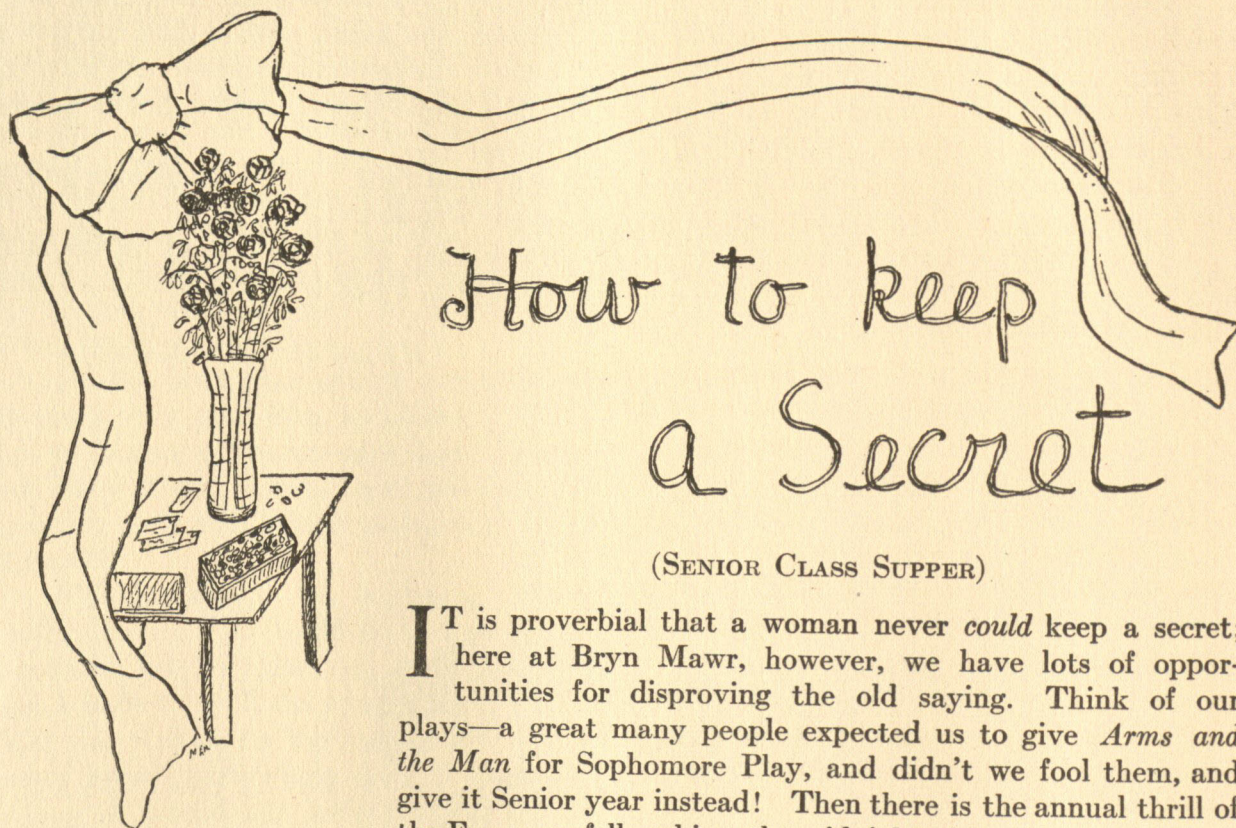 How to keep
a Secret
(SENIOR CLASS SUPPER)
IT is proverbial that a woman never could keep a secret;
here at Bryn Mawr, however, we have lots of oppor-
tunities for disproving the old saying. Think of our
plays—a great many people expected us to give Arms and
the Man for Sophomore Play, and didn't we fool them, and
give it Senior year instead! Then there is the annual thrill of